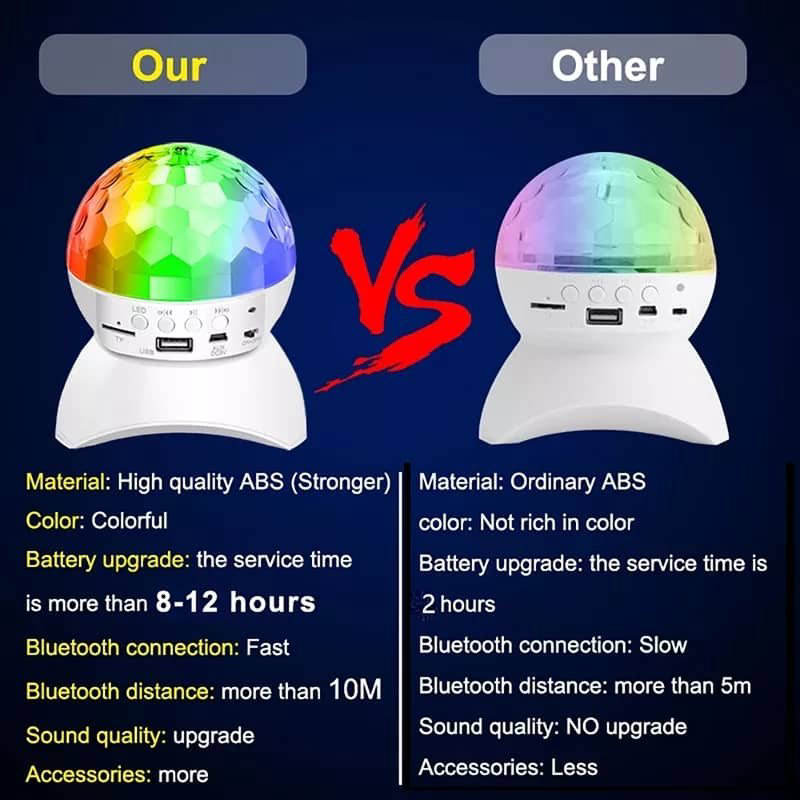 Our
Other
VS
LED
TF
USB
AUX
Material: High quality ABS (Stronger)
Color: Colorful
Battery upgrade: the service time
is more than 8-12 hours
Bluetooth connection: Fast
Bluetooth distance: more than 10M
Sound quality: upgrade
Accessories: more
Material: Ordinary ABS
color: Not rich in color
Battery upgrade: the service time is
2 hours
Bluetooth connection: Slow
Bluetooth distance: more than 5m
Sound quality: NO upgrade
Accessories: Less